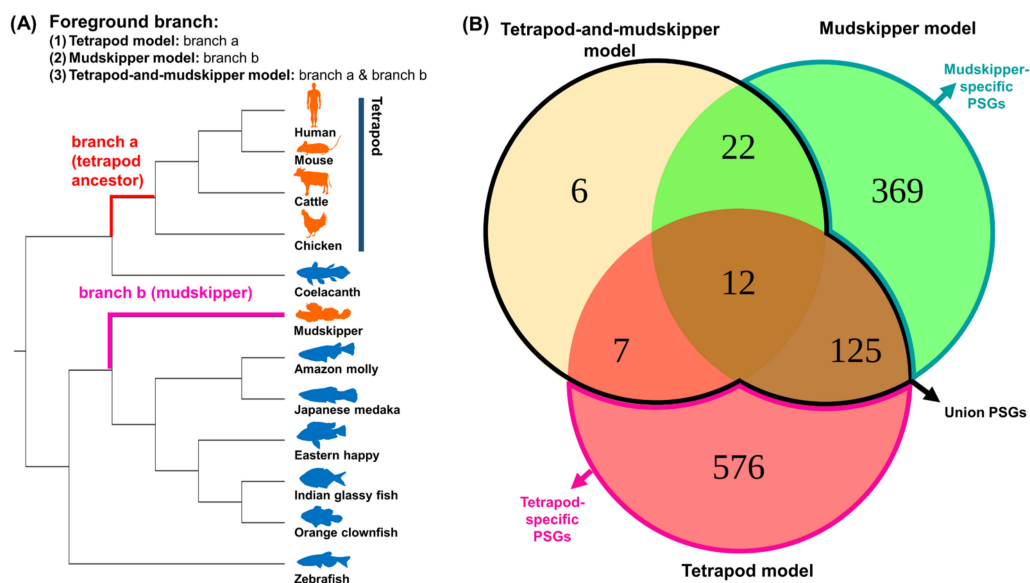 (A) Foreground branch:
(1) Tetrapod model: branch a
(2) Mudskipper model: branch b
(3) Tetrapod-and-mudskipper model: branch a & branch b
branch a
(tetrapod
ancestor)
Human
Mouse
Cattle
Chicken
Tetrapod
Coelacanth
branch b (mudskipper)
Mudskipper
Amazon molly
Japanese medaka
Eastern happy
Indian glassy fish
Orange clownfish
Zebrafish
(B)
Tetrapod-and-mudskipper
model
Mudskipper model
Mudskipper-
specific
PSGs
22
6
369
12
7
125
Union PSGs
576
Tetrapod-
specific
PSGs
Tetrapod model